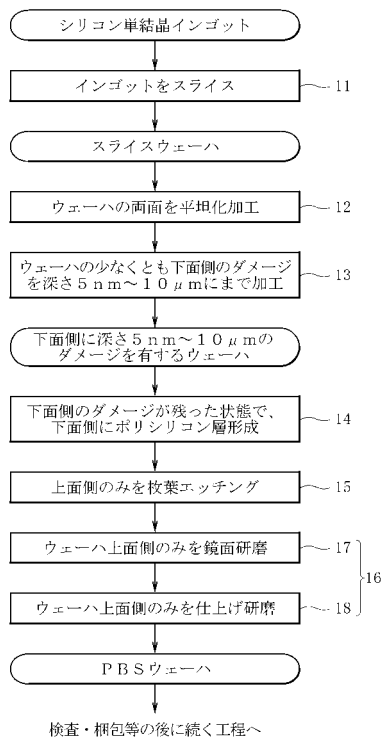 シリコン単結晶インゴット
インゴットをスライス
11
スライスウェーハ
ウェーハの両面を平坦化加工
12
ウェーハの少なくとも下面側のダメージ
を深さ5nm～10μmにまで加工
13
下面側に深さ5nm～10μmの
ダメージを有するウェーハ
下面側のダメージが残った状態で、
下面側にポリシリコン層形成
14
上面側のみを枚葉エッチング
15
ウェーハ上面側のみを鏡面研磨
17
16
ウェーハ上面側のみを仕上げ研磨
18
PBSウェーハ
検査・梱包等の後に続く工程へ